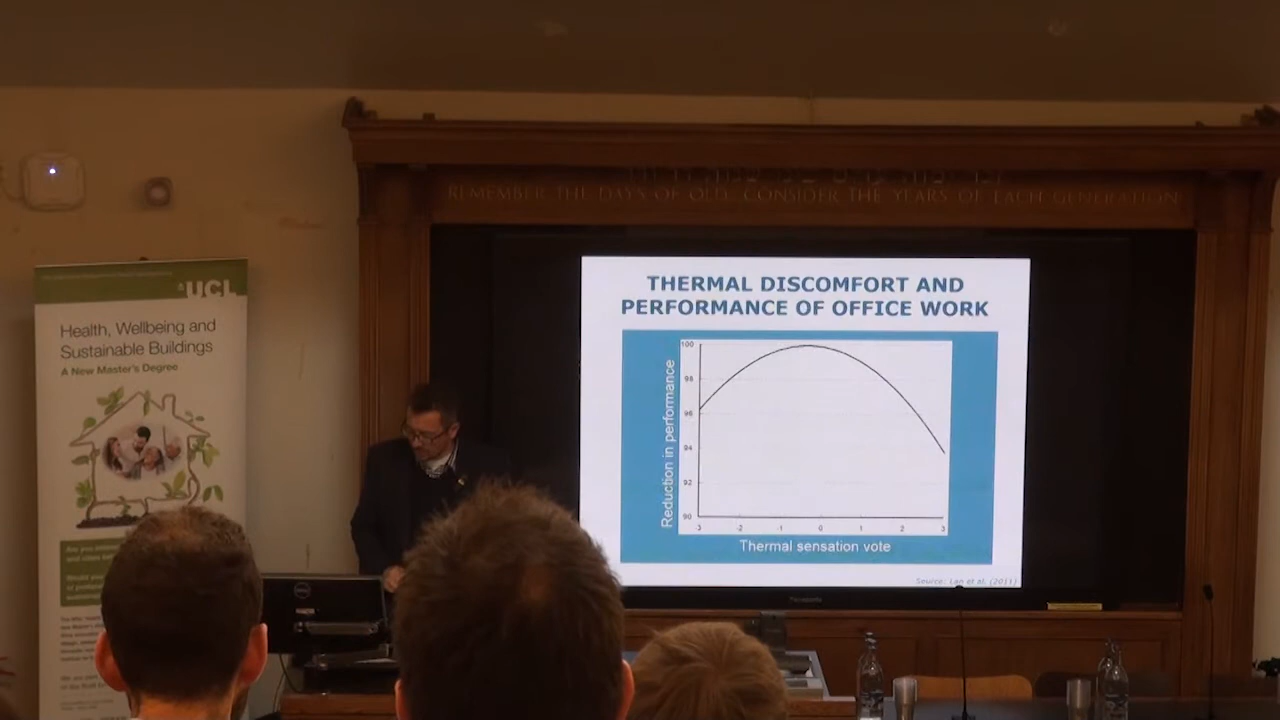 REMEMBER THE DAYS OF OLD CONSIDER THE YEARS OF EACH GENERATION
UCL
Health, Wellbeing and
Sustainable Buildings
A New Master's Degree
THERMAL DISCOMFORT AND
PERFORMANCE OF OFFICE WORK
Reduction in performance
100
98
96
94
92
90
3 -2 -1 0 1 2 3
Thermal sensation vote
Source: Lan et al. (2011)
DELL
Panasonic